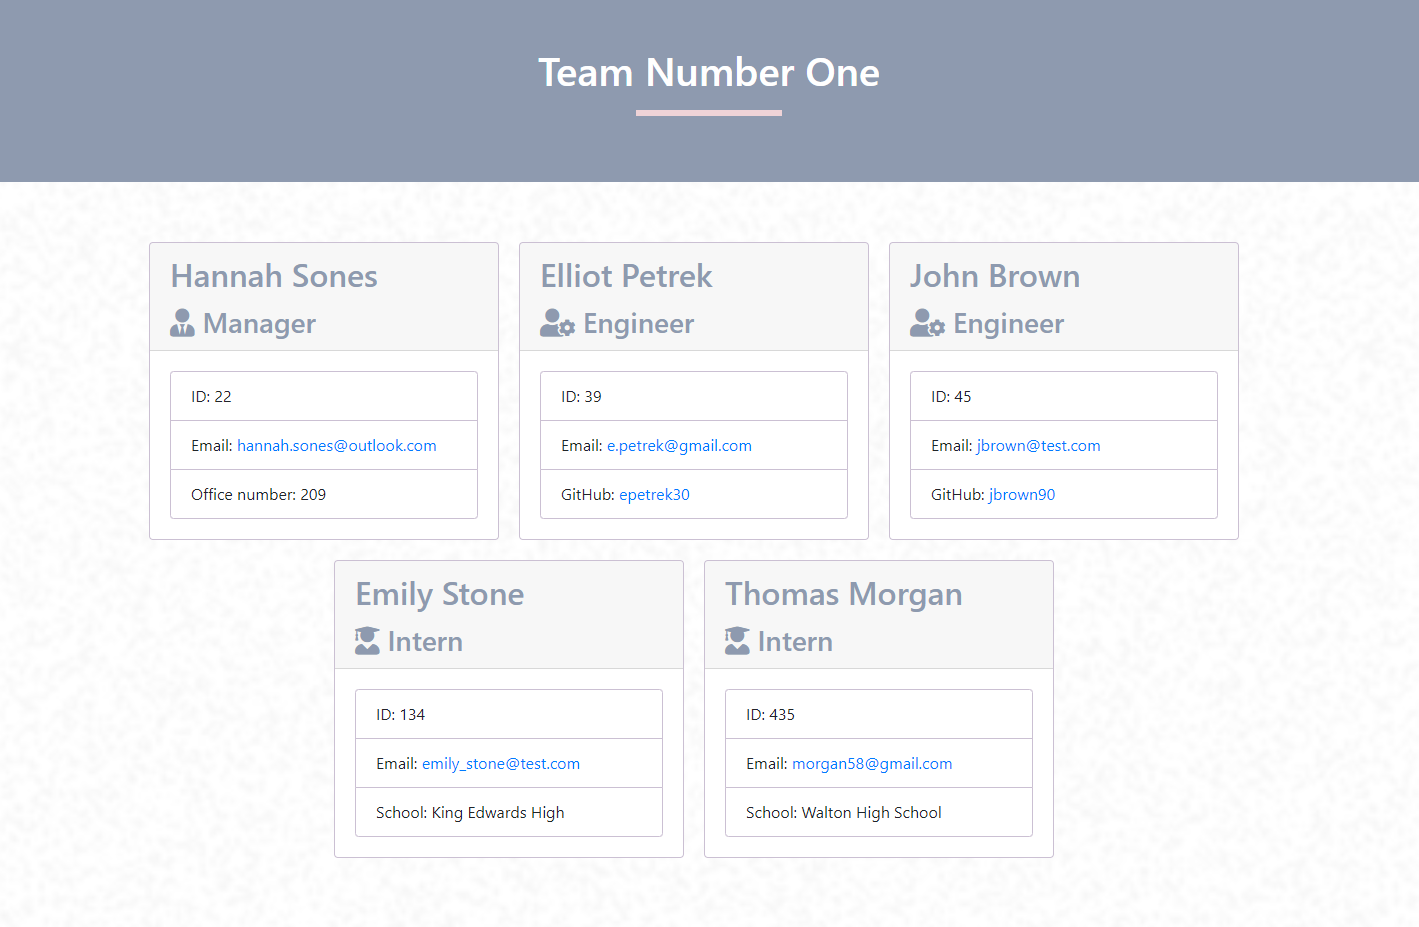 Team Number One
Hannah Sones
Manager
ID: 22
Email: hannah.sones@outlook.com
Office number: 209
Elliot Petrek
Engineer
ID: 39
Email: e.petrek@gmail.com
GitHub: epetrek30
John Brown
Engineer
ID: 45
Email: jbrown@test.com
GitHub: jbrown90
Emily Stone
Intern
ID: 134
Email: emily_stone@test.com
School: King Edwards High
Thomas Morgan
Intern
ID: 435
Email: morgan58@gmail.com
School: Walton High School